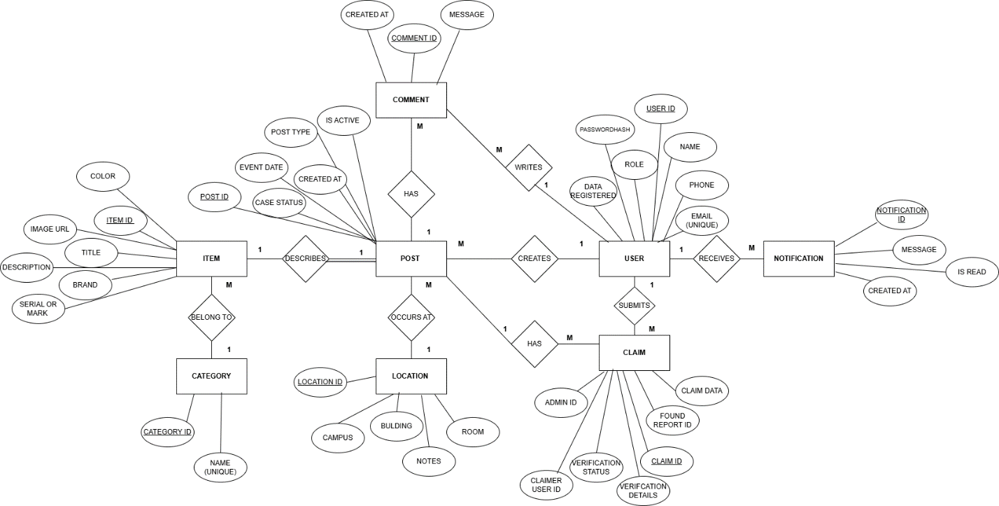 CREATED AT
MESSAGE
COMMENT ID
COMMENT
M
IS ACTIVE
POST TYPE
EVENT DATE
CREATED AT
POST ID
CASE STATUS
HAS
1
M
WRITES
1
USER ID
PASSWORDHASH
NAME
ROLE
DATA
REGISTERED
PHONE
EMAIL
(UNIQUE)
COLOR
ITEM ID
IMAGE URL
TITLE
DESCRIPTION
BRAND
SERIAL OR
MARK
ITEM
1
DESCRIBES
1
POST
M
CREATES
1
USER
1
RECEIVES
M
NOTIFICATION
NOTIFICATION
ID
MESSAGE
IS READ
CREATED AT
M
BELONG TO
1
CATEGORY
CATEGORY ID
NAME
(UNIQUE)
M
OCCURS AT
1
LOCATION
LOCATION ID
CAMPUS
BULDING
NOTES
ROOM
1
HAS
M
1
SUBMITS
M
CLAIM
ADMIN ID
CLAIM DATA
FOUND
REPORT ID
CLAIM ID
VERIFICATION
STATUS
CLAIMER
USER ID
VERIFCATION
DETAILS